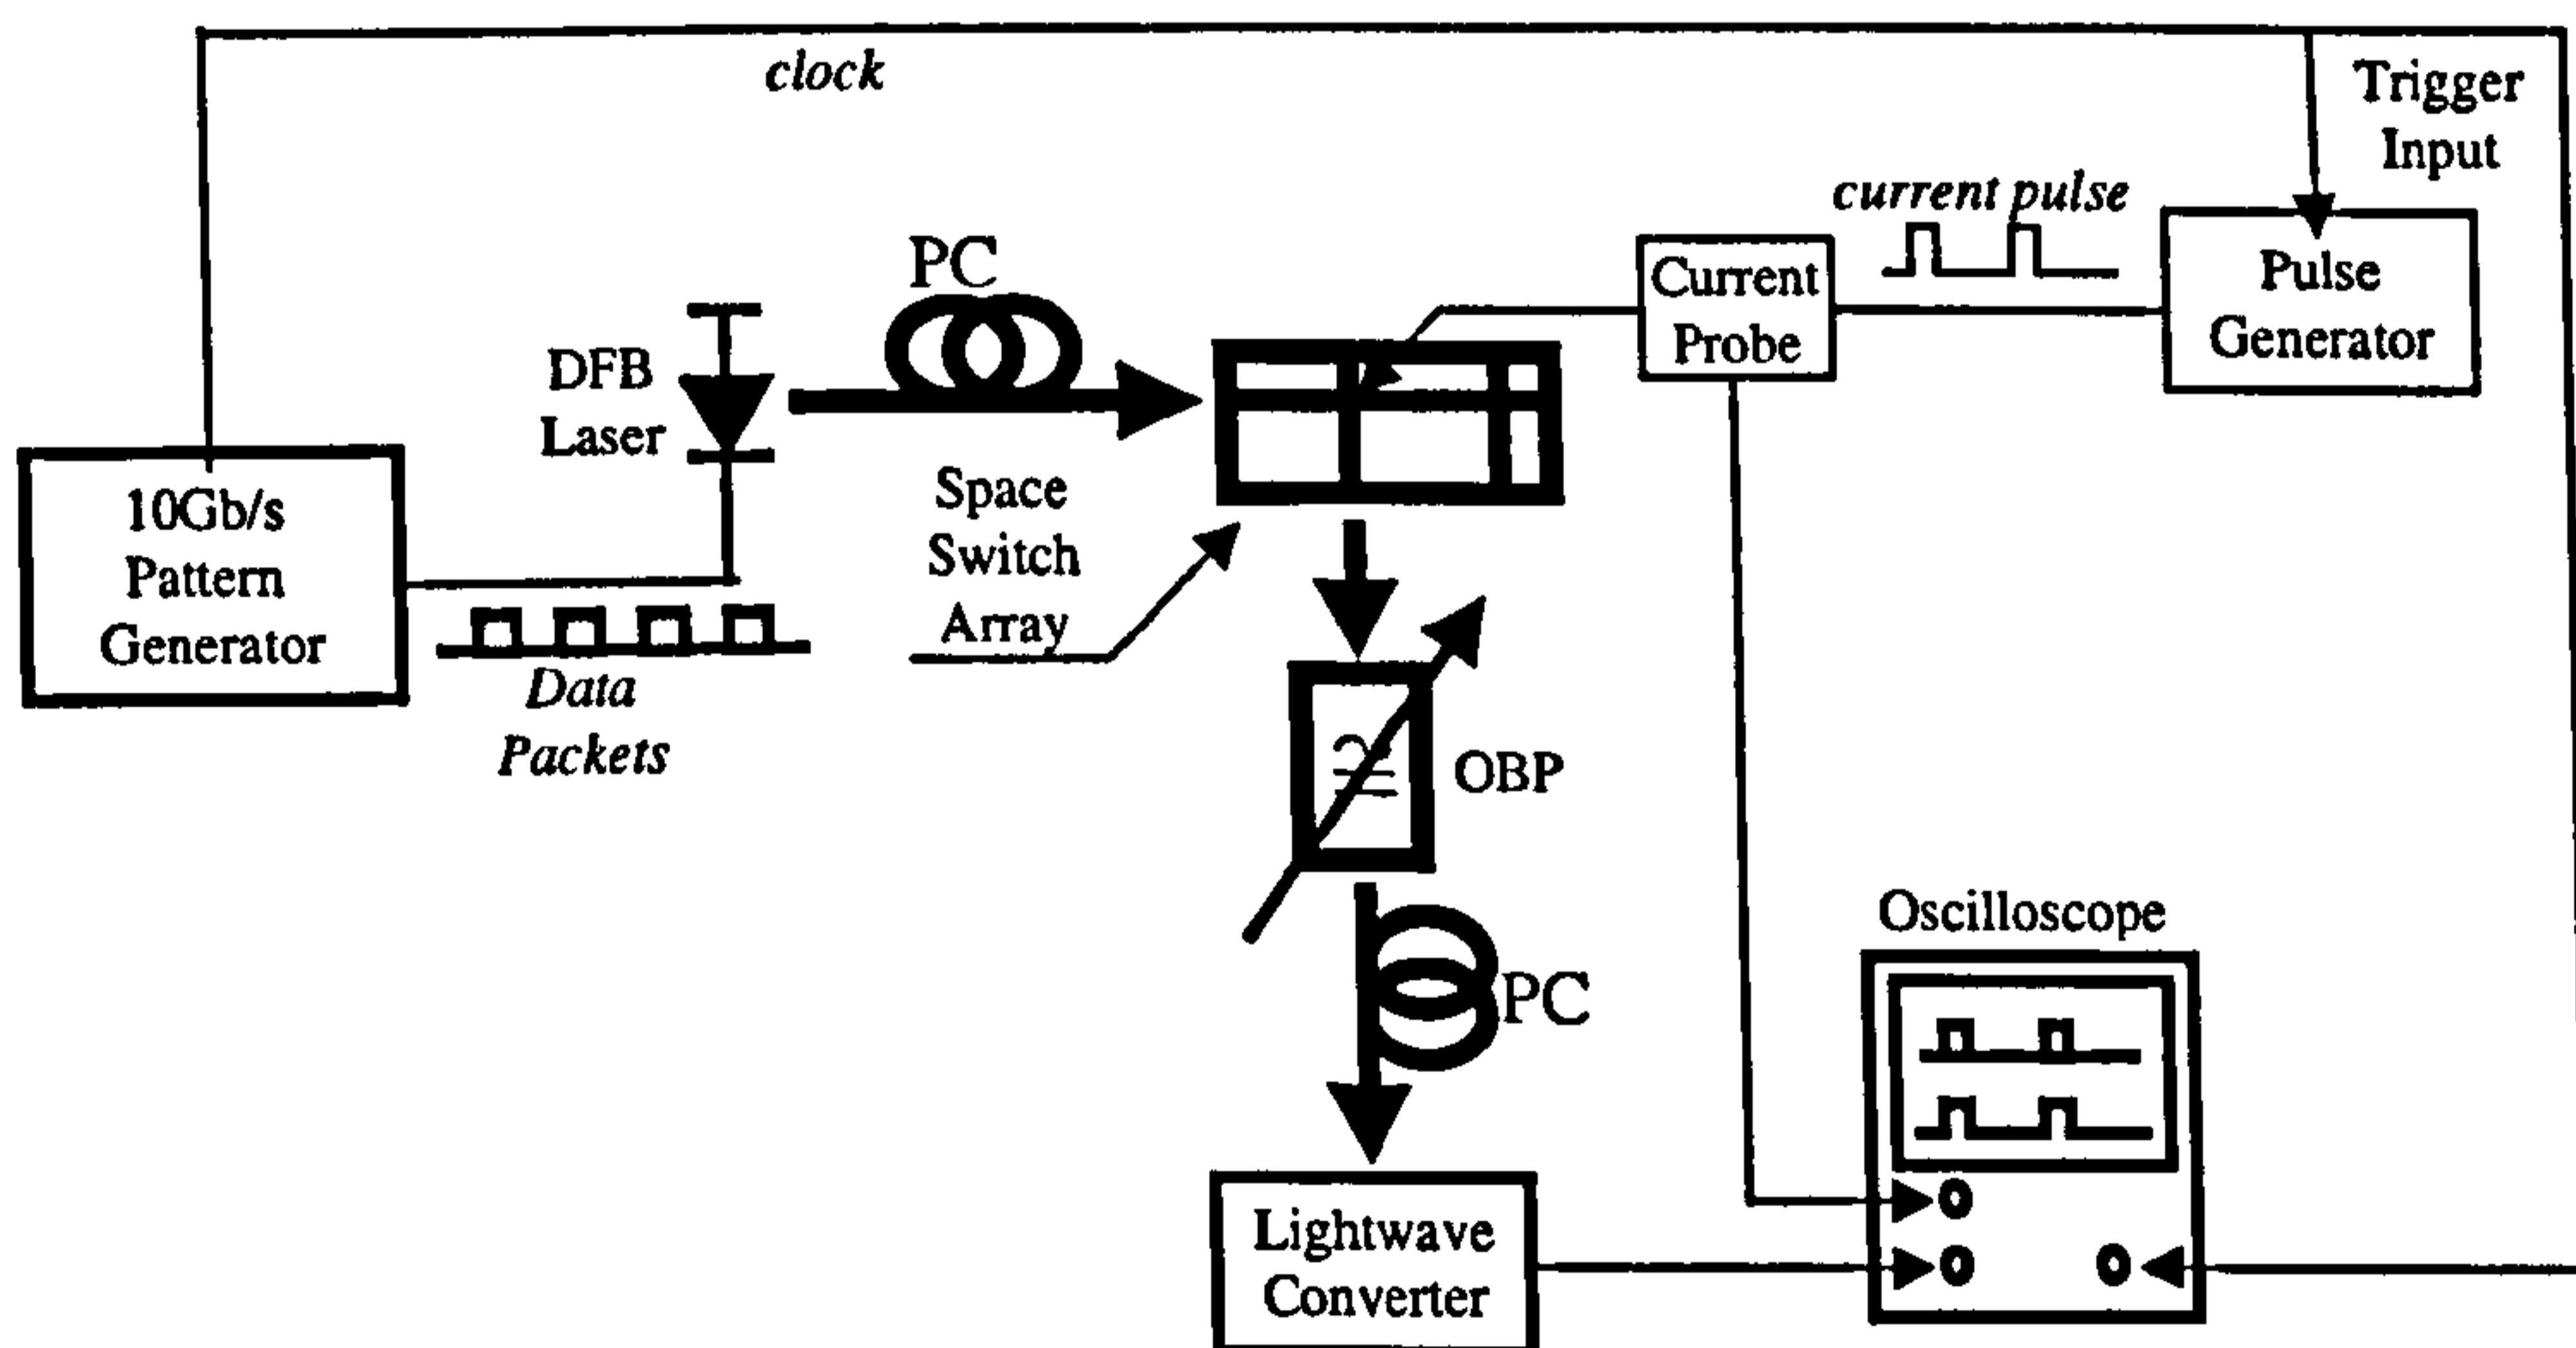 clock
Trigger
Input
current pulse
PC
Current
Probe
Pulse
Generator
DFB
Laser
10Gb/s
Pattern
Generator
Space
Switch
Array
Data
Packets
OBP
PC
Oscilloscope
Lightwave
Converter